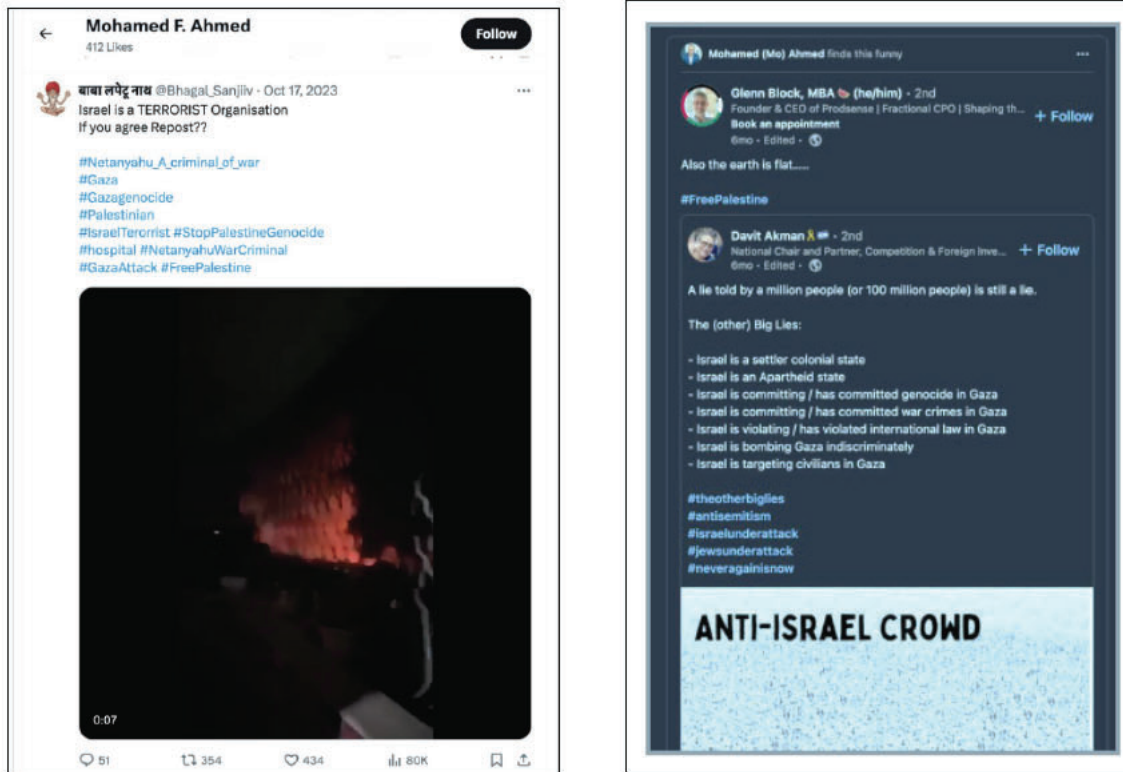 Mohamed F. Ahmed
412 Likes
Follow
बाबा लपेटू नाथ @Bhagal_Sanjiiv · Oct 17, 2023
Israel is a TERRORIST Organisation
If you agree Repost??
#Netanyahu_A_criminal_of_war
#Gaza
#Gazagenocide
#Palestinian
#IsraelTerorrist #StopPalestineGenocide
#hospital #NetanyahuWarCriminal
#GazaAttack #FreePalestine
0:07
51 354 434 80K
Mohamed (Mo) Ahmed finds this funny
Glenn Block, MBA 🍉 (he/him) · 2nd
Founder & CEO of Prodsense | Fractional CPO | Shaping th...
+ Follow
Book an appointment
6mo · Edited ·
Also the earth is flat.....
#FreePalestine
Davit Akman🎗️🇮🇱 · 2nd
National Chair and Partner, Competition & Foreign Inve...
+ Follow
6mo · Edited ·
A lie told by a million people (or 100 million people) is still a lie.
The (other) Big Lies:
- Israel is a settler colonial state
- Israel is an Apartheid state
- Israel is committing / has committed genocide in Gaza
- Israel is committing / has committed war crimes in Gaza
- Israel is violating / has violated international law in Gaza
- Israel is bombing Gaza indiscriminately
- Israel is targeting civilians in Gaza
#theotherbiglies
#antisemitism
#israelunderattack
#jewsunderattack
#neveragainisnow
ANTI-ISRAEL CROWD